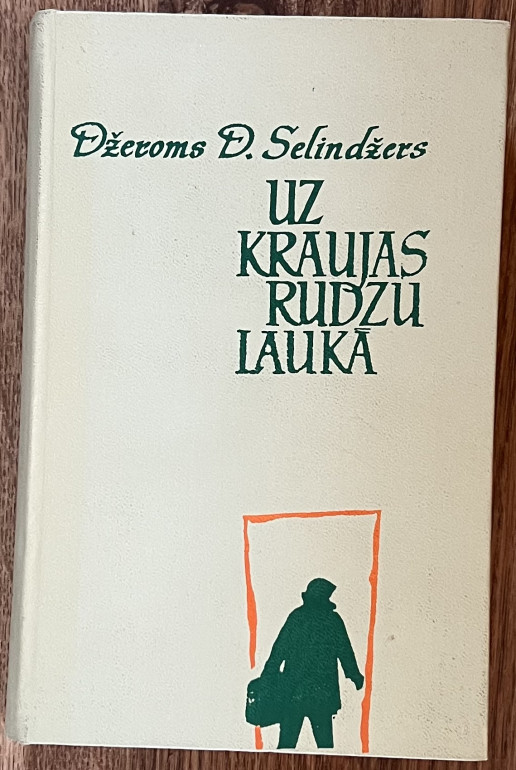 Džeroms D. Selindžers
UZ
KRAUJAS
RUDZU
LAUKĀ